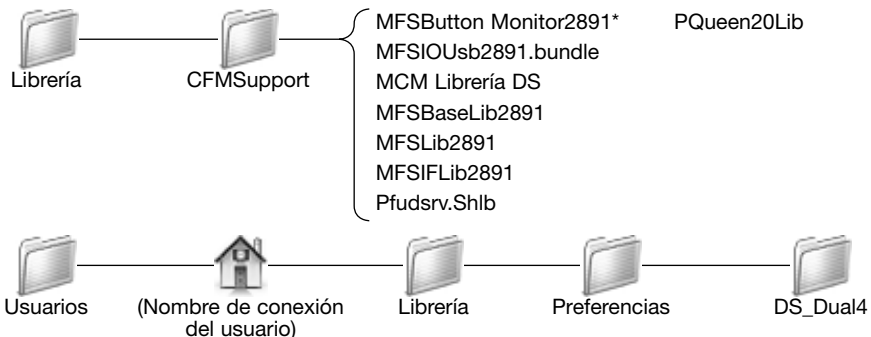 Librería
CFMSupport
MFSButton Monitor2891*
PQueen20Lib
MFSIOUsb2891.bundle
MCM Librería DS
MFSBaseLib2891
MFSLib2891
MFSIFLib2891
Pfudsrv.Shlb
Usuarios
(Nombre de conexión
del usuario)
Librería
Preferencias
DS_Dual4